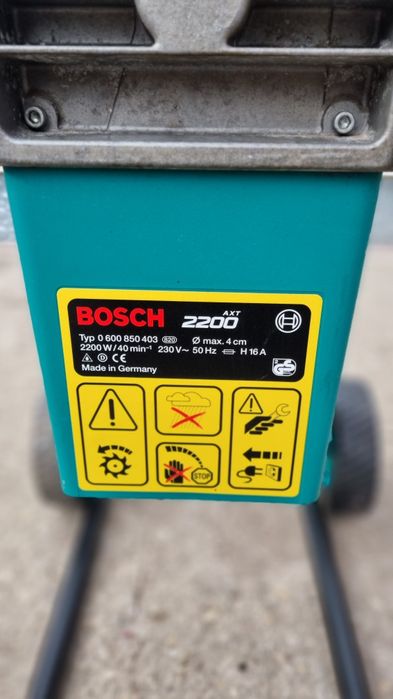 BOSCH 2200 AXT
Typ 0 600 850 403 620 Ø max. 4 cm
2200 W/40 min⁻¹ 230 V~ 50 Hz H 16 A
CE
Made in Germany
STOP